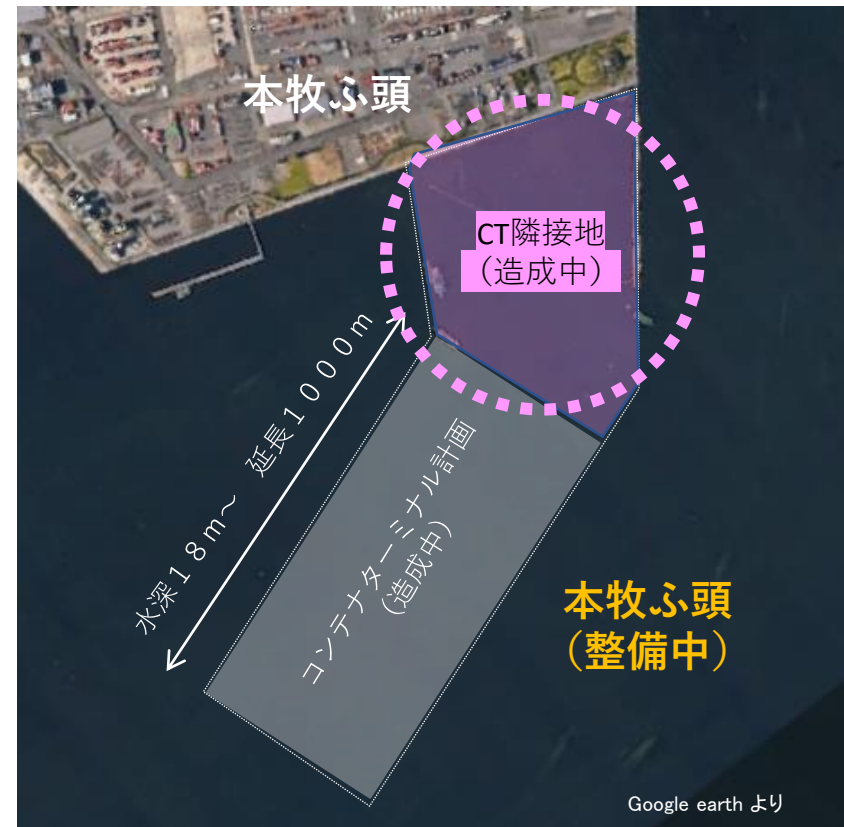 本牧ふ頭
CT隣接地
（造成中）
水深１８ｍ～　延長１０００ｍ
コンテナターミナル計画
（造成中）
本牧ふ頭
（整備中）
Google earth より